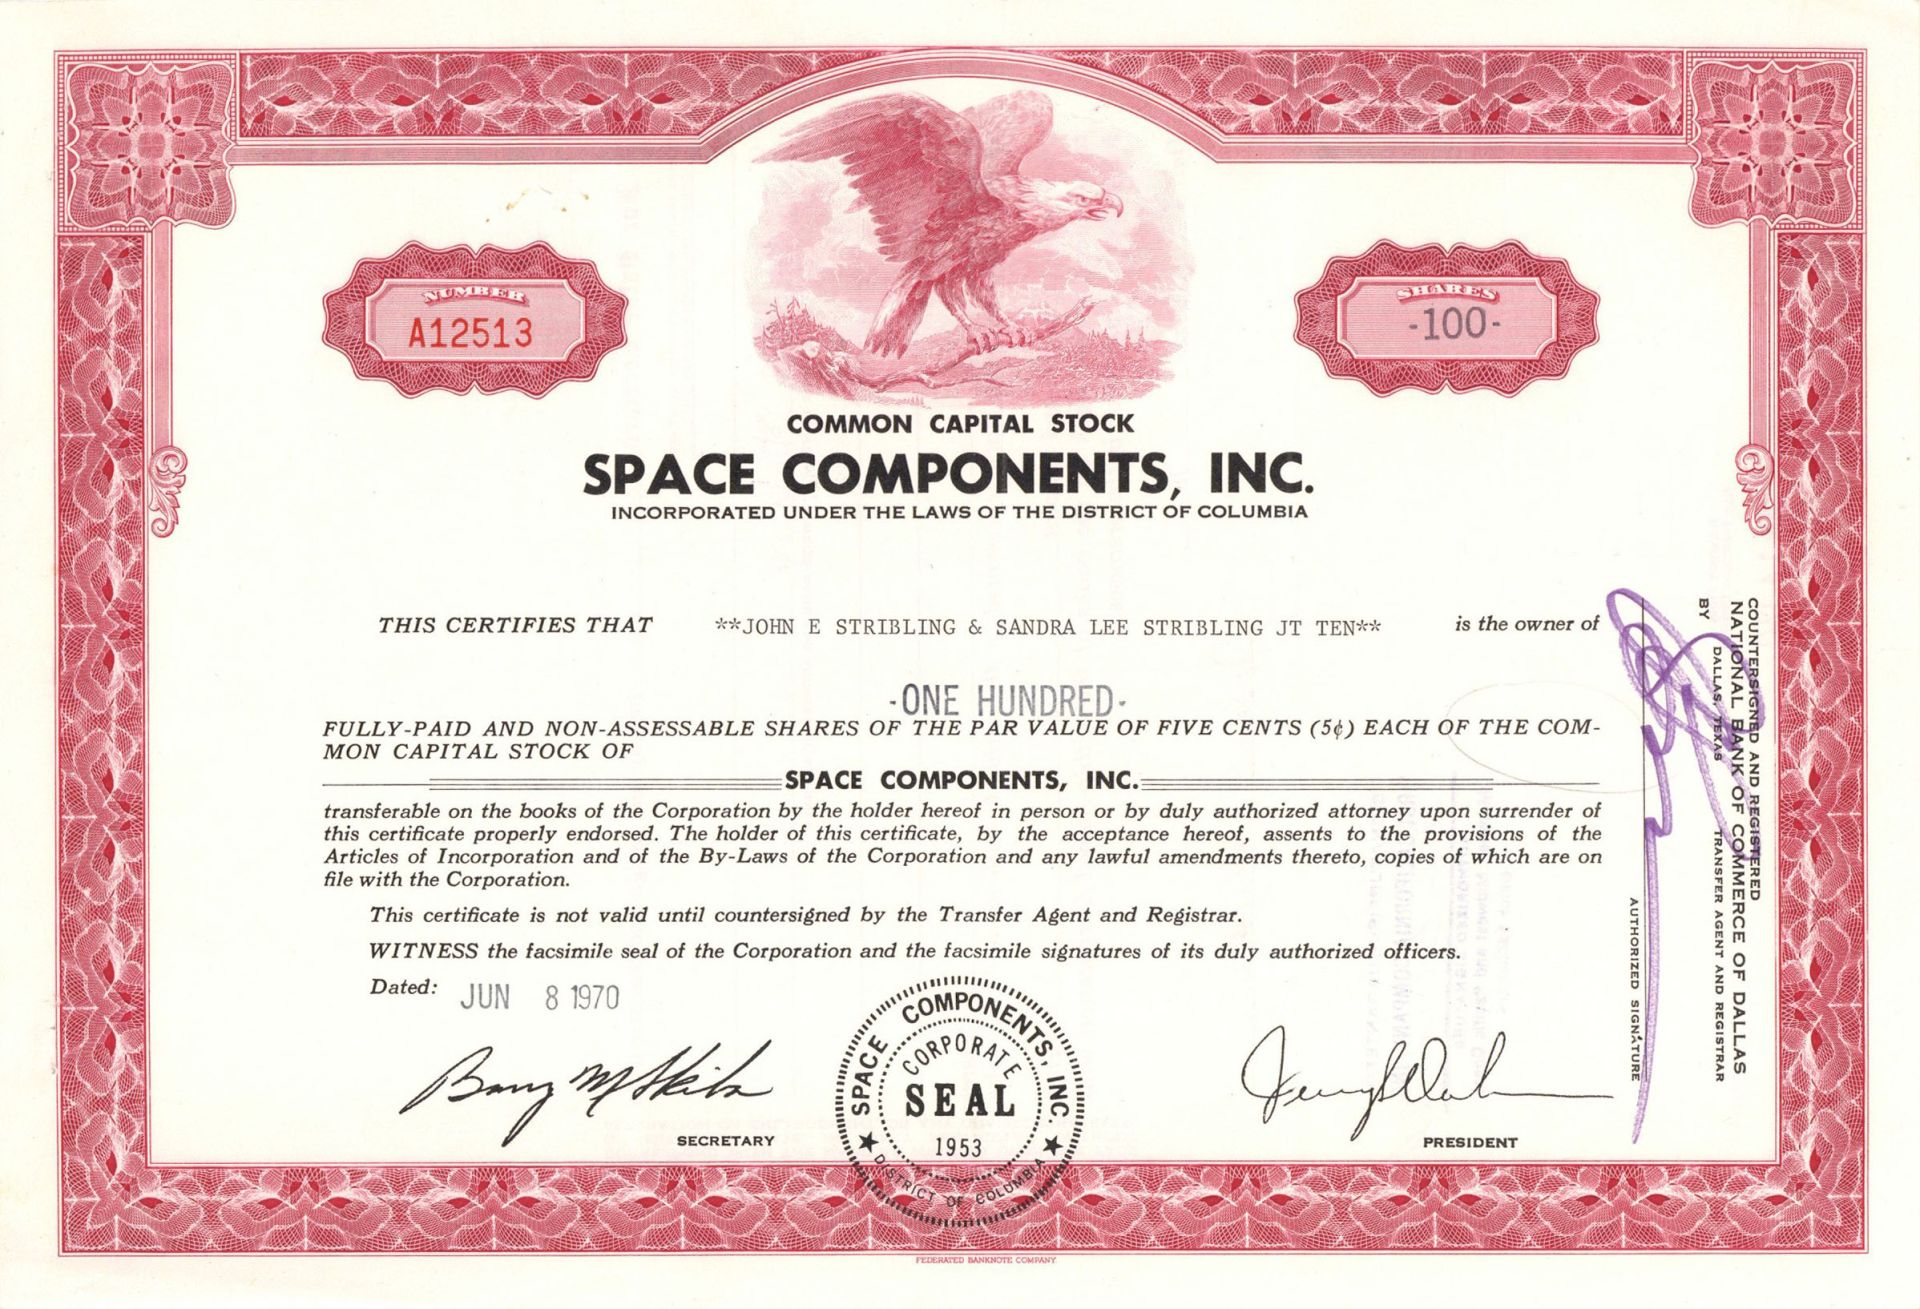 NUMBER
A12513
SHARES
-100-
COMMON CAPITAL STOCK
SPACE COMPONENTS, INC.
INCORPORATED UNDER THE LAWS OF THE DISTRICT OF COLUMBIA
THIS CERTIFIES THAT **JOHN E STRIBLING & SANDRA LEE STRIBLING JT TEN** is the owner of
-ONE HUNDRED-
FULLY-PAID AND NON-ASSESSABLE SHARES OF THE PAR VALUE OF FIVE CENTS (5¢) EACH OF THE COM-
MON CAPITAL STOCK OF
SPACE COMPONENTS, INC.
transferable on the books of the Corporation by the holder hereof in person or by duly authorized attorney upon surrender of
this certificate properly endorsed. The holder of this certificate, by the acceptance hereof, assents to the provisions of the
Articles of Incorporation and of the By-Laws of the Corporation and any lawful amendments thereto, copies of which are on
file with the Corporation.
This certificate is not valid until countersigned by the Transfer Agent and Registrar.
WITNESS the facsimile seal of the Corporation and the facsimile signatures of its duly authorized officers.
Dated: JUN 8 1970
SECRETARY
SPACE COMPONENTS, INC.
CORPORATE
SEAL
1953
DISTRICT OF COLUMBIA
PRESIDENT
COUNTERSIGNED AND REGISTERED
NATIONAL BANK OF COMMERCE OF DALLAS
DALLAS, TEXAS TRANSFER AGENT AND REGISTRAR
BY
AUTHORIZED SIGNATURE
FEDERATED BANKNOTE COMPANY